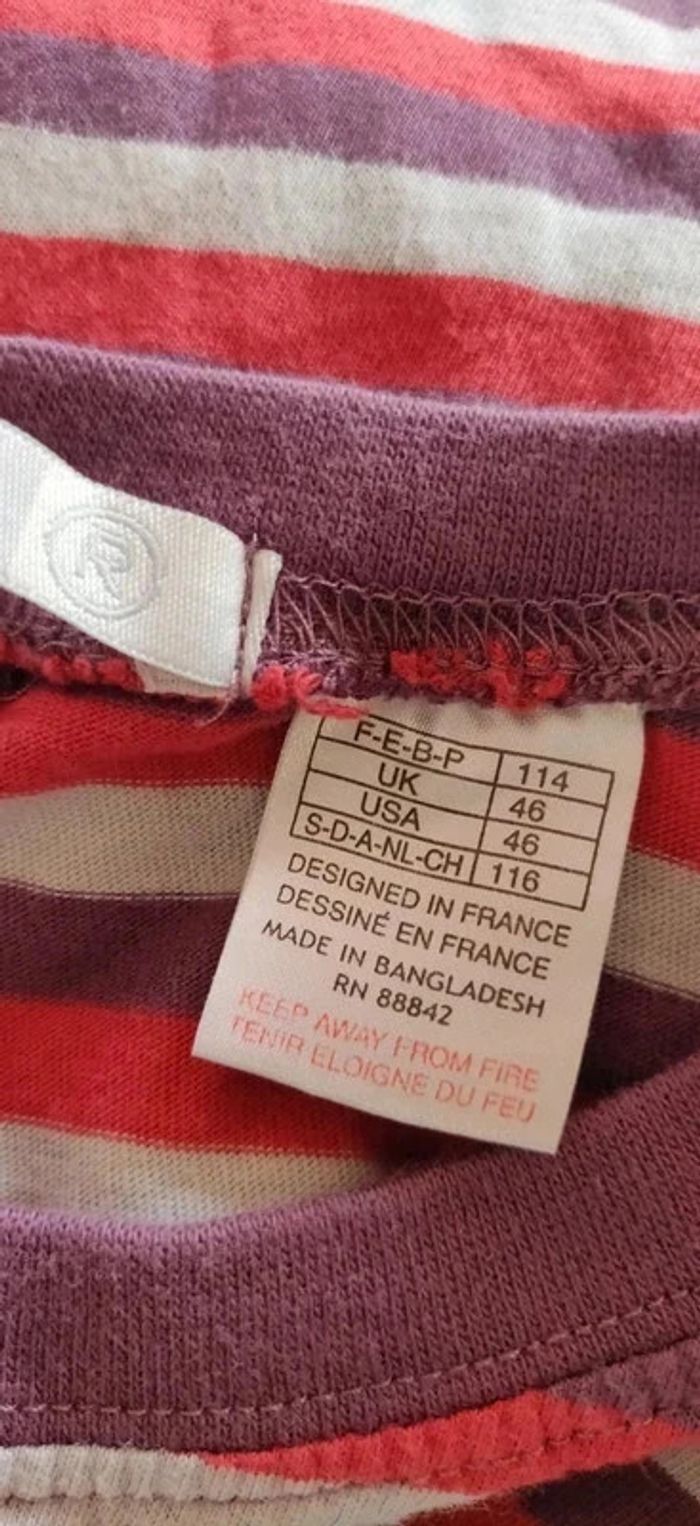 R
F-E-B-P 114
UK 46
USA 46
S-D-A-NL-CH 116
DESIGNED IN FRANCE
DESSINÉ EN FRANCE
MADE IN BANGLADESH
RN 88842
KEEP AWAY FROM FIRE
TENIR ELOIGNE DU FEU